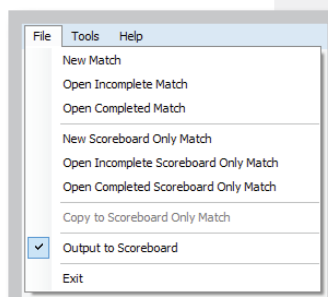 File Tools Help
New Match
Open Incomplete Match
Open Completed Match
New Scoreboard Only Match
Open Incomplete Scoreboard Only Match
Open Completed Scoreboard Only Match
Copy to Scoreboard Only Match
Output to Scoreboard
Exit